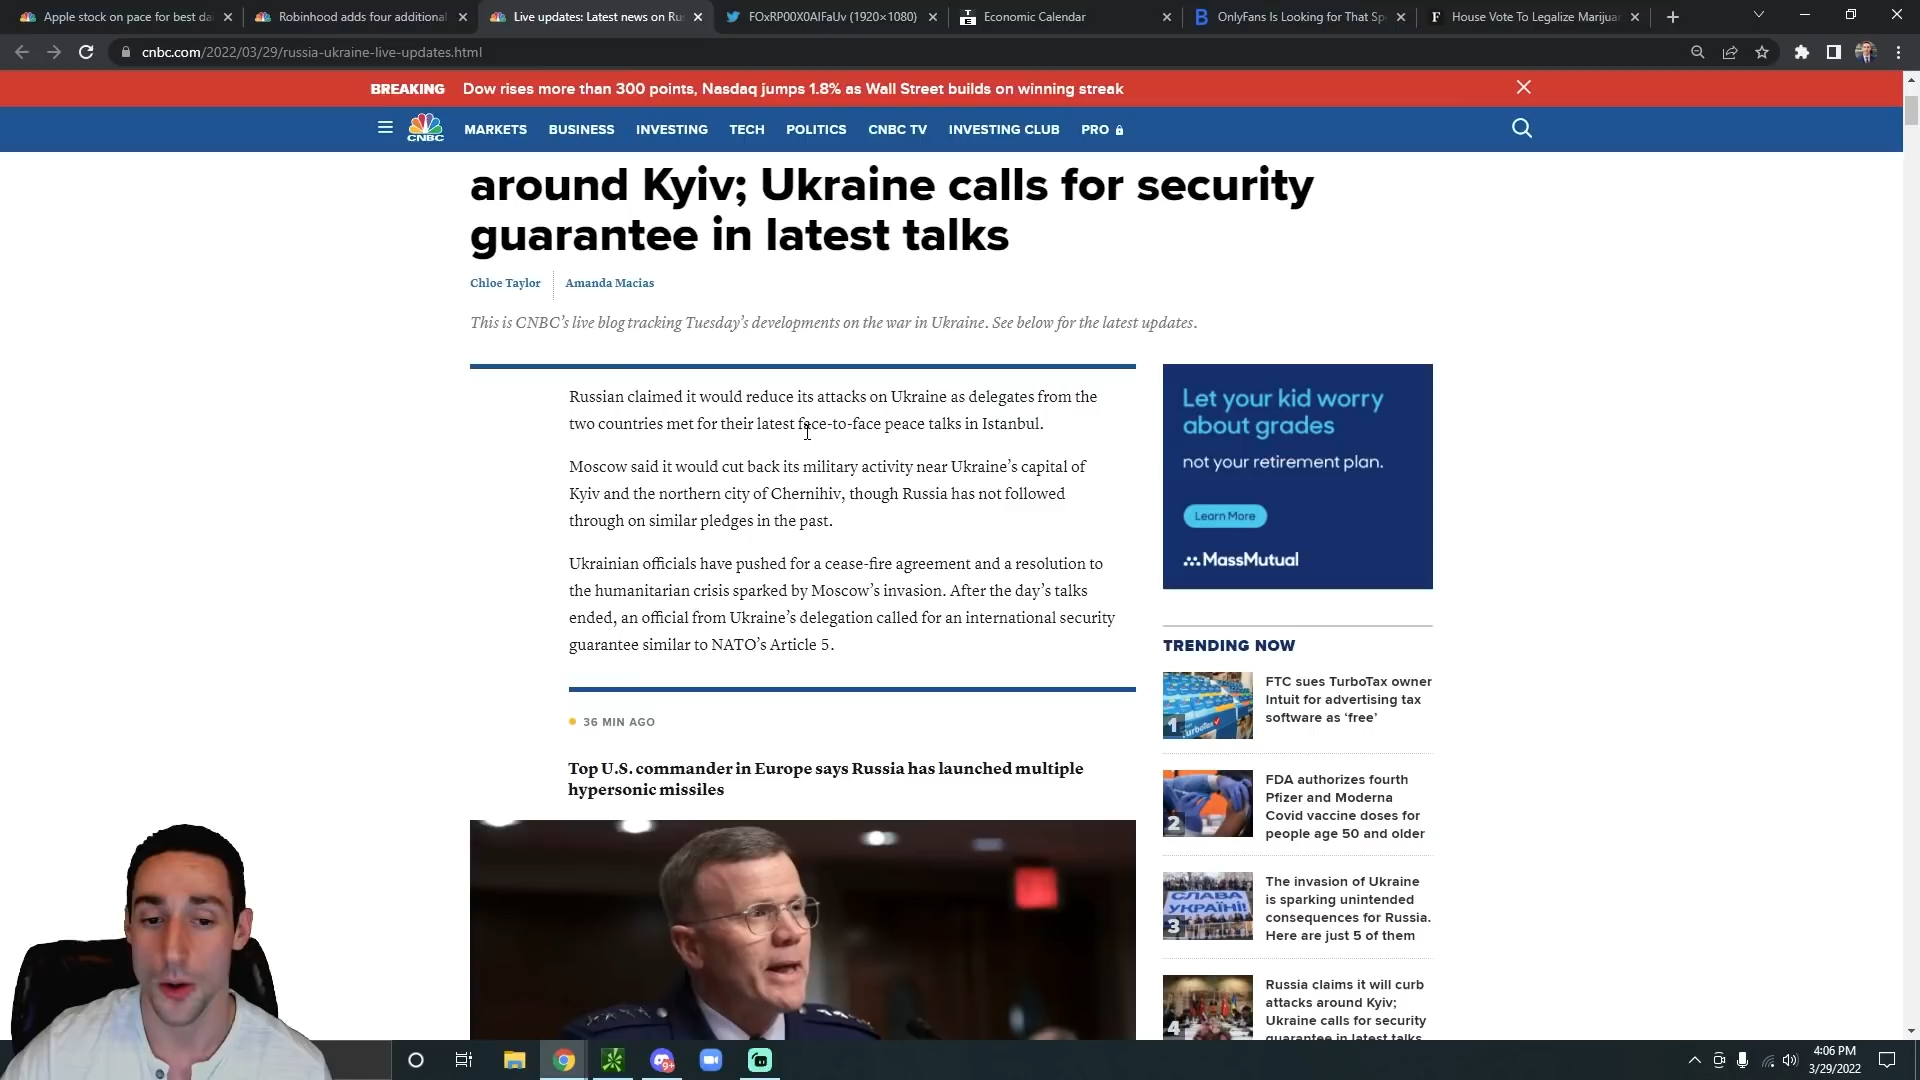 Apple stock on pace for best da
Robinhood adds four additional
Live updates: Latest news on Ru
FOxRP00X0AIFaUv (1920×1080)
Economic Calendar
OnlyFans Is Looking for That Sp
House Vote To Legalize Marijua
cnbc.com/2022/03/29/russia-ukraine-live-updates.html
BREAKING Dow rises more than 300 points, Nasdaq jumps 1.8% as Wall Street builds on winning streak
CNBC
MARKETS BUSINESS INVESTING TECH POLITICS CNBC TV INVESTING CLUB PRO
around Kyiv; Ukraine calls for security
guarantee in latest talks
Chloe Taylor
Amanda Macias
This is CNBC's live blog tracking Tuesday's developments on the war in Ukraine. See below for the latest updates.
Russian claimed it would reduce its attacks on Ukraine as delegates from the
two countries met for their latest face-to-face peace talks in Istanbul.
Moscow said it would cut back its military activity near Ukraine's capital of
Kyiv and the northern city of Chernihiv, though Russia has not followed
through on similar pledges in the past.
Ukrainian officials have pushed for a cease-fire agreement and a resolution to
the humanitarian crisis sparked by Moscow's invasion. After the day's talks
ended, an official from Ukraine's delegation called for an international security
guarantee similar to NATO's Article 5.
36 MIN AGO
Top U.S. commander in Europe says Russia has launched multiple
hypersonic missiles
Let your kid worry
about grades
not your retirement plan.
Learn More
MassMutual
TRENDING NOW
1
FTC sues TurboTax owner
Intuit for advertising tax
software as 'free'
2
FDA authorizes fourth
Pfizer and Moderna
Covid vaccine doses for
people age 50 and older
СЛАВА
УКРАЇНІ!
3
The invasion of Ukraine
is sparking unintended
consequences for Russia.
Here are just 5 of them
4
Russia claims it will curb
attacks around Kyiv;
Ukraine calls for security
guarantee in latest talks
9+
4:06 PM
3/29/2022